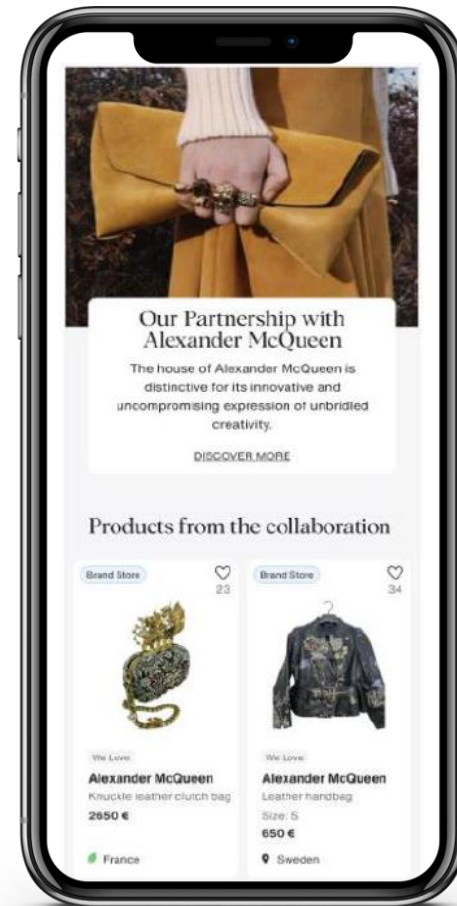 Our Partnership with
Alexander McQueen
The house of Alexander McQueen is
distinctive for its innovative and
uncompromising expression of unbridled
creativity.
DISCOVER MORE
Products from the collaboration
Brand Store
23
We Love
Alexander McQueen
Knuckle leather clutch bag
2650 €
France
Brand Store
34
We Love
Alexander McQueen
Leather handbag
Size: S
650 €
Sweden